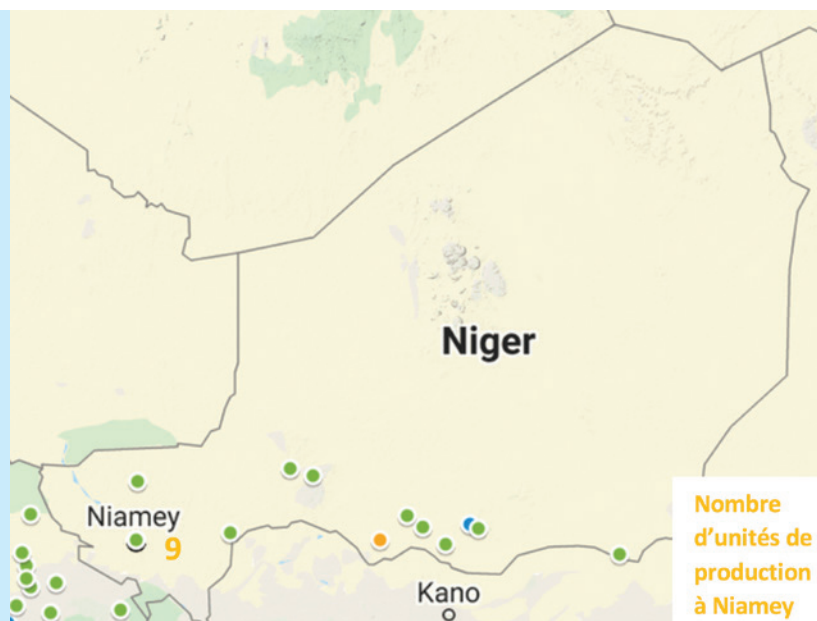 Niger
Niamey
9
Kano
Nombre
d'unités de
production
à Niamey